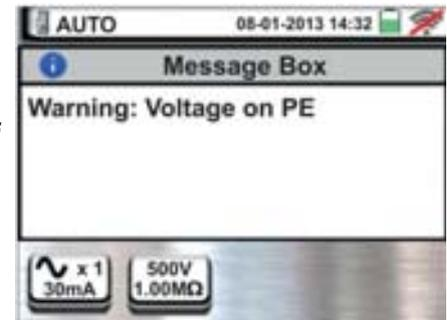 AUTO 08-01-2013 14:32
Message Box
Warning: Voltage on PE
x 1
30mA
500V
1.00MΩ